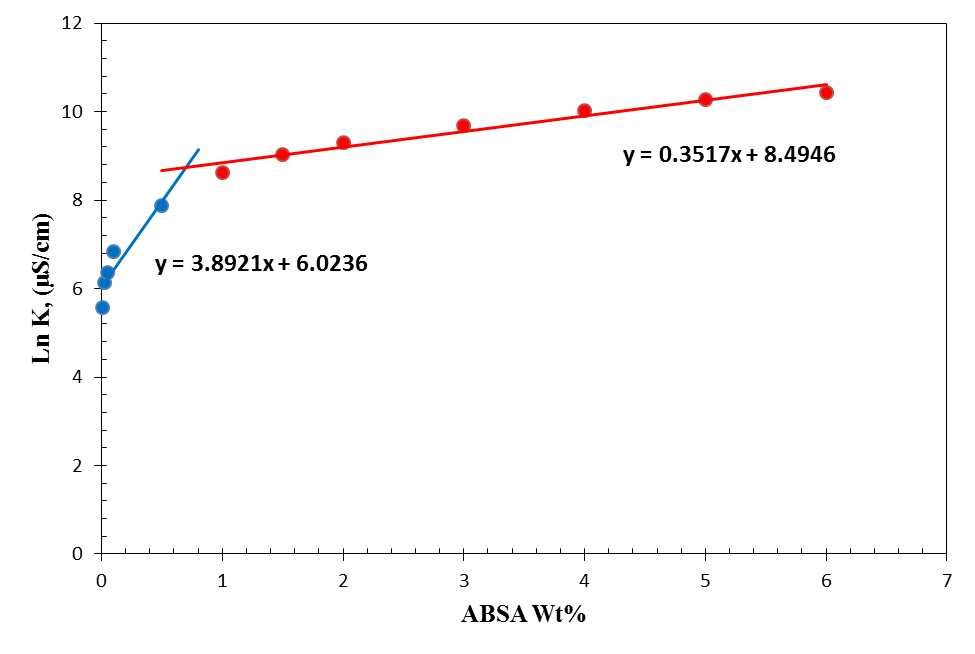 12
10
8
6
4
2
0
Ln K, (µS/cm)
y = 0.3517x + 8.4946
y = 3.8921x + 6.0236
0 1 2 3 4 5 6 7
ABSA Wt%